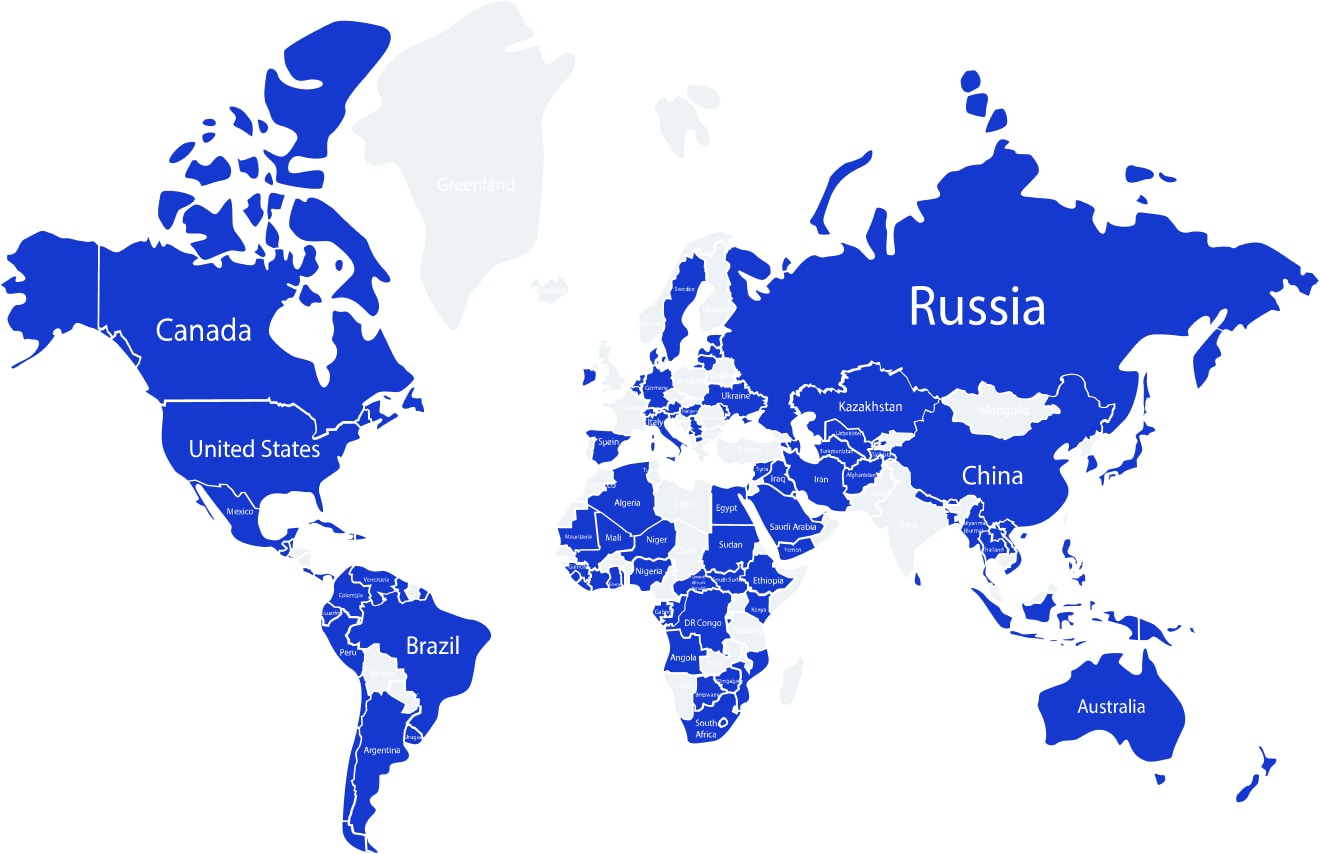 Greenland
Russia
Canada
Sweden
Finland
Germany
Poland
Ukraine
Kazakhstan
Mongolia
United States
Spain
Italy
Turkey
Uzbekistan
Turkmenistan
China
Syria
Iraq
Iran
Afghanistan
Mexico
Algeria
Libya
Egypt
Saudi Arabia
India
Mauritania
Mali
Niger
Chad
Sudan
Yemen
Myanmar
(Burma)
Thailand
Venezuela
Colombia
Nigeria
South Sudan
Ethiopia
Ecuador
Gabon
Kenya
DR Congo
Tanzania
Peru
Brazil
Angola
Bolivia
Zambia
Zimbabwe
Botswana
Australia
South
Africa
Uruguay
Argentina